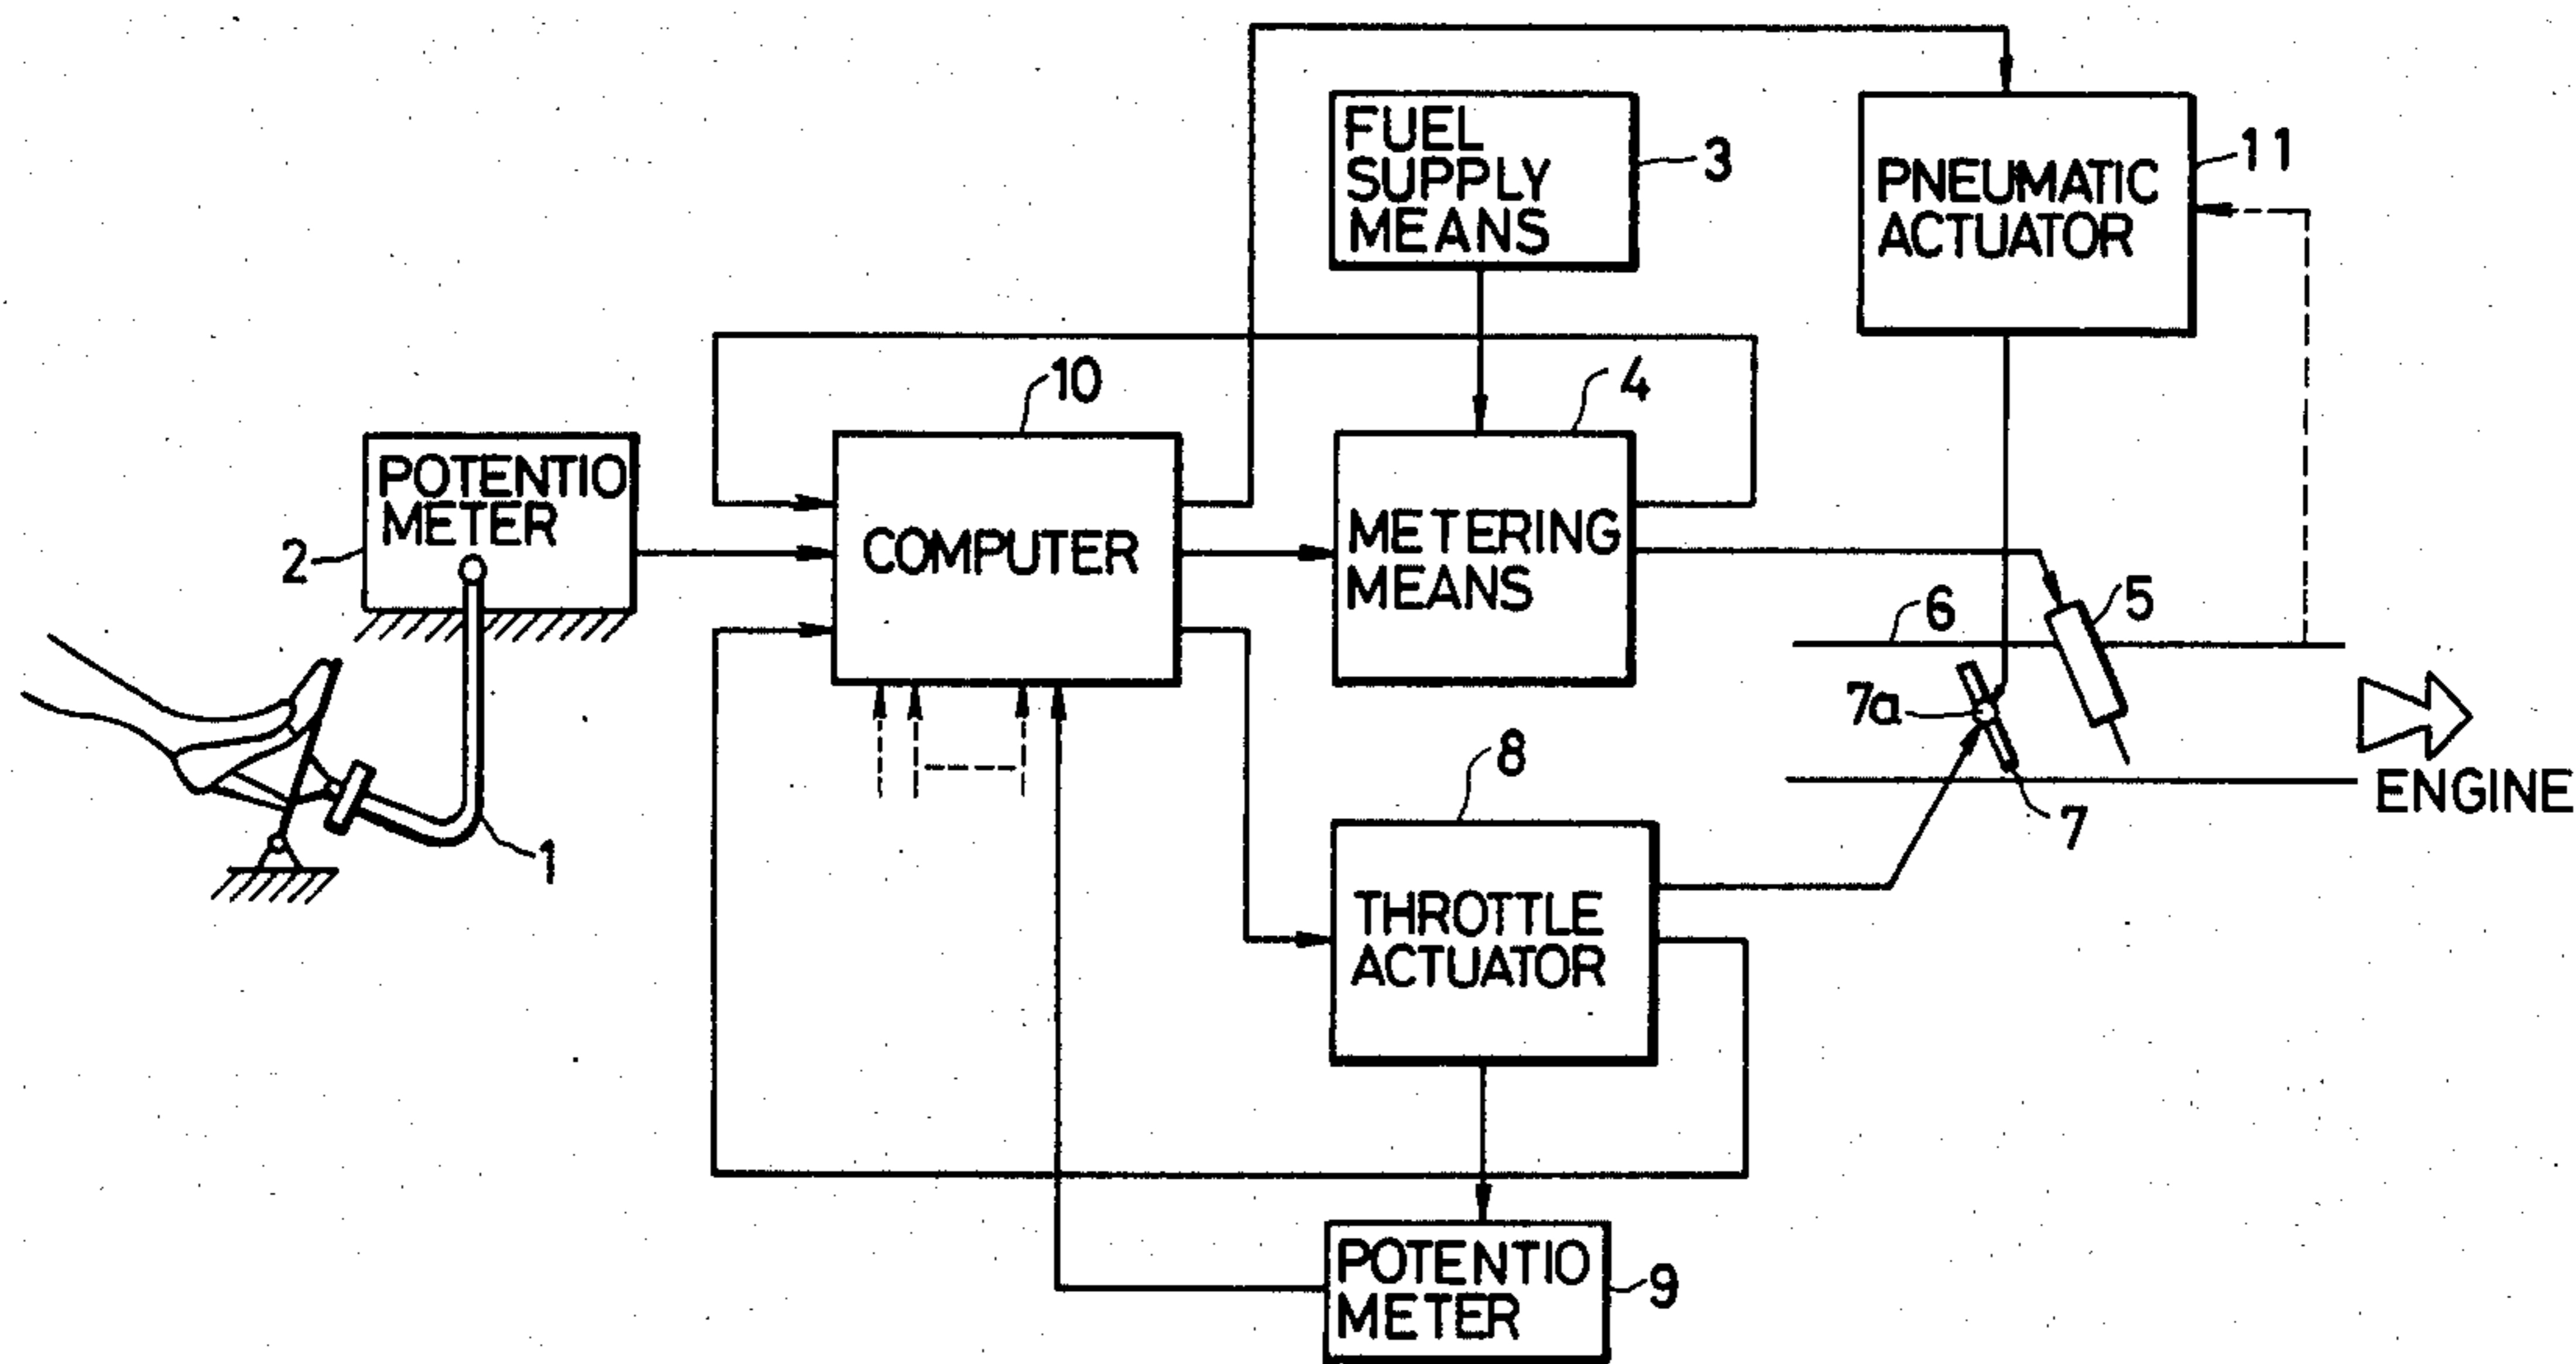 FUEL
SUPPLY
MEANS
3
PNEUMATIC
ACTUATOR
11
10
4
POTENTIO
METER
2
COMPUTER
METERING
MEANS
6
5
7a
7
ENGINE
1
8
THROTTLE
ACTUATOR
POTENTIO
METER
9